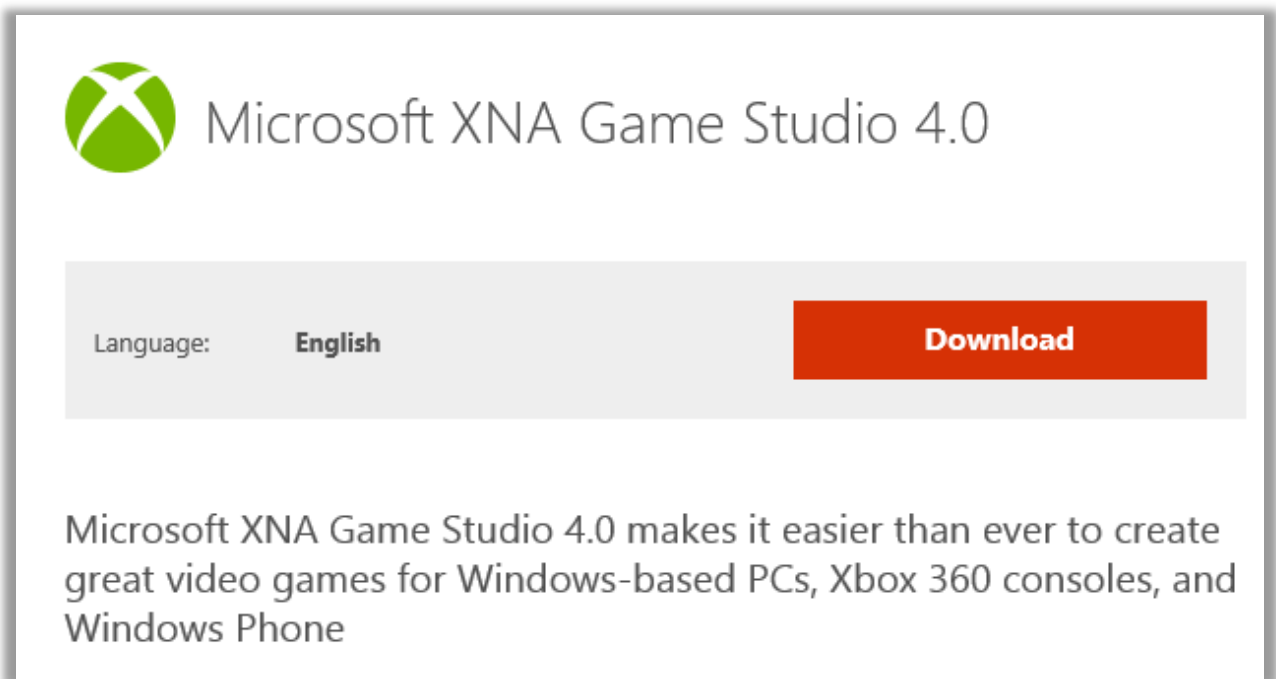 Microsoft XNA Game Studio 4.0
Language: English Download
Microsoft XNA Game Studio 4.0 makes it easier than ever to create
great video games for Windows-based PCs, Xbox 360 consoles, and
Windows Phone